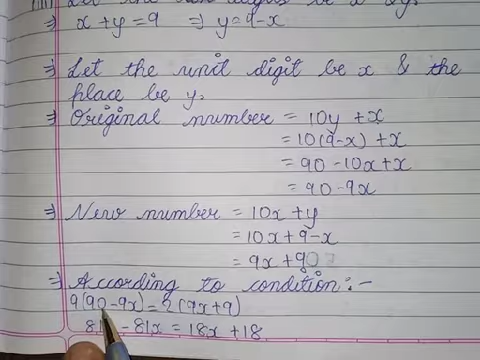 ⇒ x + y = 9 ⇒ y = 9-x
⇒ Let the unit digit be x & the
place be y.
⇒ Original number = 10y + x
= 10(9-x) + x
= 90 - 10x + x
= 90 - 9x
⇒ New number = 10x + y
= 10x + 9 - x
= 9x + 9
⇒ According to condition :-
9(90-9x) = 2(9x+9)
81 - 81x = 18x + 18